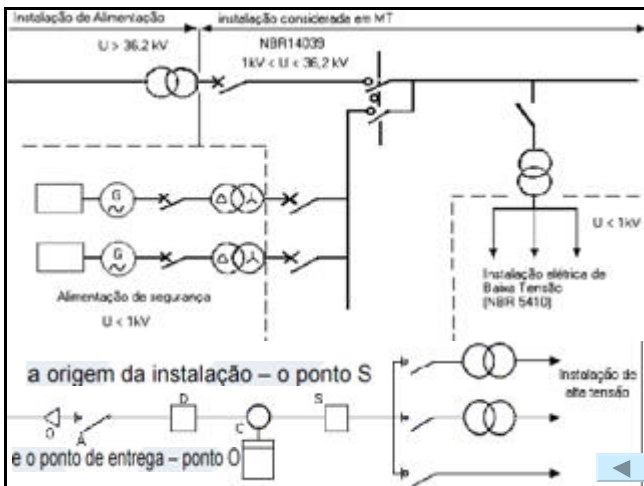 Instalação de Alimentação
instalação considerada em MT
U > 36,2 kV
NBR14039
1kV < U < 36,2 kV
G
G
Δ
Δ
Alimentação de segurança
U < 1kV
U < 1kV
Instalação elétrica de
Baixa Tensão
(NBR 5410)
a origem da instalação – o ponto S
O
A
D
C
S
Instalação de
alta tensão
e o ponto de entrega – ponto O